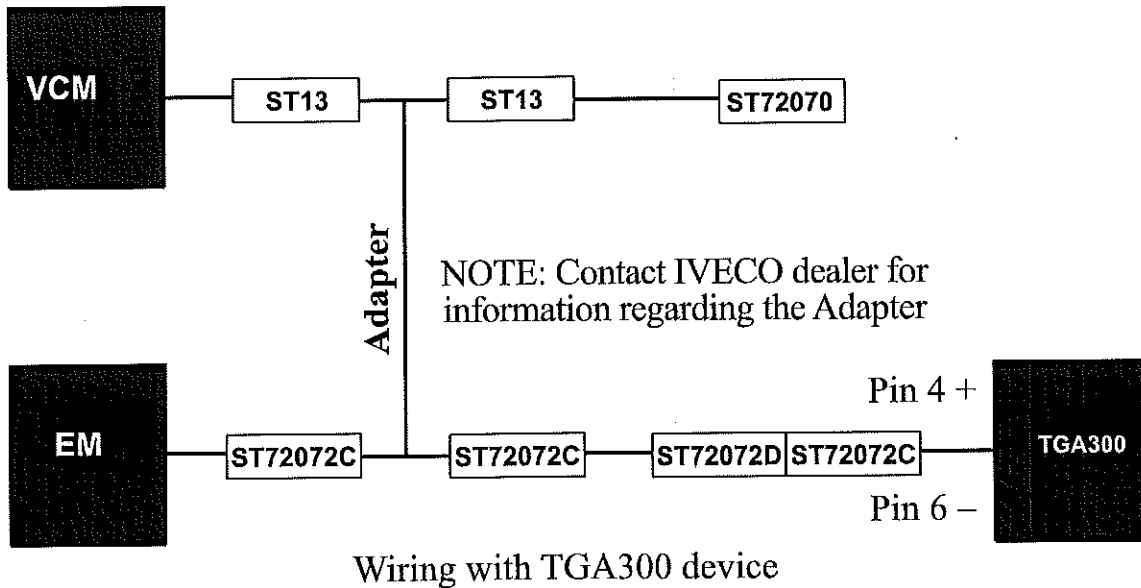 VCM
ST13
ST13
ST72070
Adapter
NOTE: Contact IVECO dealer for
information regarding the Adapter
Pin 4 +
EM
ST72072C
ST72072C
ST72072D
ST72072C
TGA300
Pin 6 –
Wiring with TGA300 device